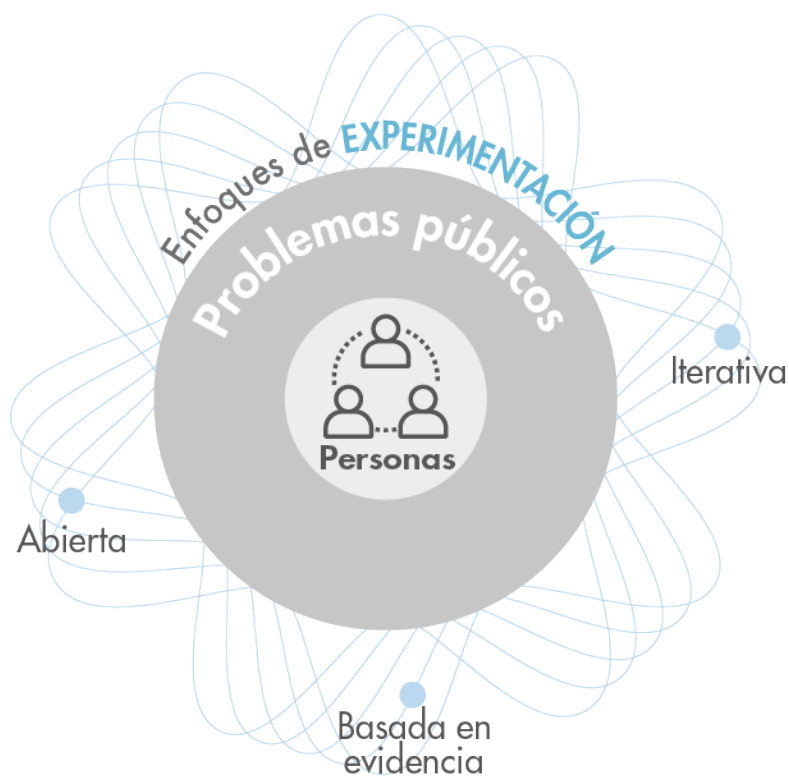 Enfoques de EXPERIMENTACIÓN
Problemas públicos
Personas
Iterativa
Abierta
Basada en
evidencia